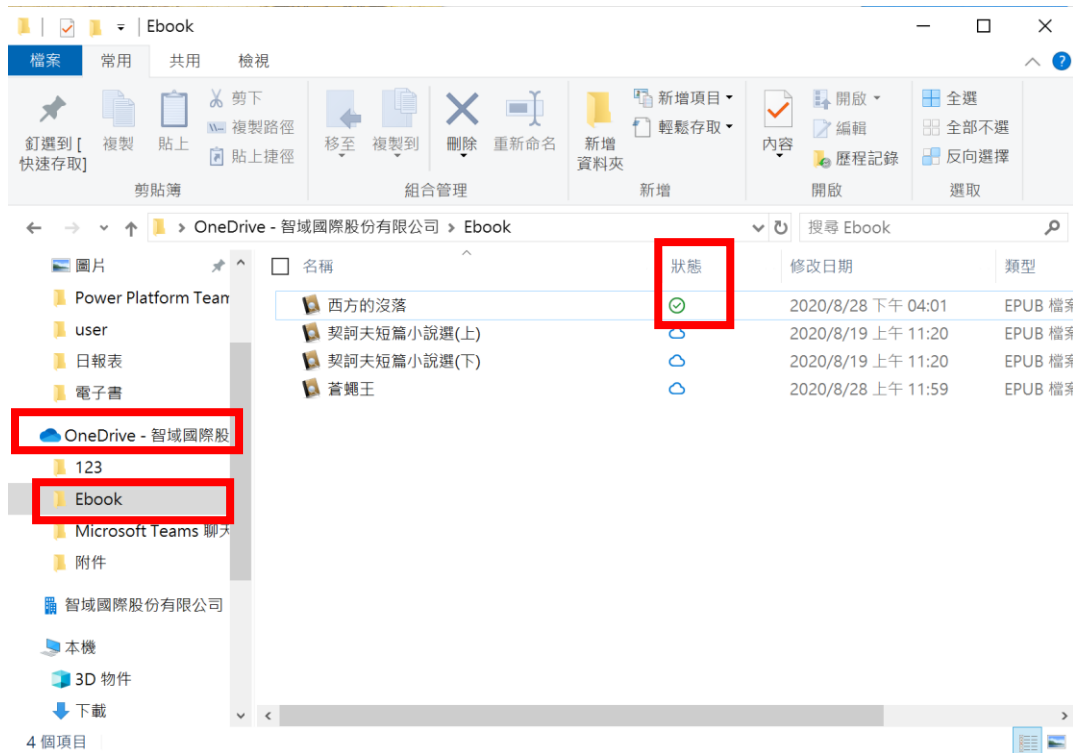 Ebook
檔案 常用 共用 檢視
釘選到 [
快速存取]
複製
貼上
剪下
複製路徑
貼上捷徑
剪貼簿
移至
複製到
刪除
重新命名
組合管理
新增
資料夾
新增項目
輕鬆存取
新增
內容
開啟
編輯
歷程記錄
開啟
全選
全部不選
反向選擇
選取
OneDrive - 智域國際股份有限公司 > Ebook
搜尋 Ebook
名稱 狀態 修改日期 類型
西方的沒落 2020/8/28 下午 04:01 EPUB 檔案
契訶夫短篇小說選(上) 2020/8/19 上午 11:20 EPUB 檔案
契訶夫短篇小說選(下) 2020/8/19 上午 11:20 EPUB 檔案
蒼蠅王 2020/8/28 上午 11:59 EPUB 檔案
圖片
Power Platform Team
user
日報表
電子書
OneDrive - 智域國際股
123
Ebook
Microsoft Teams 聊天
附件
智域國際股份有限公司
本機
3D 物件
下載
4 個項目